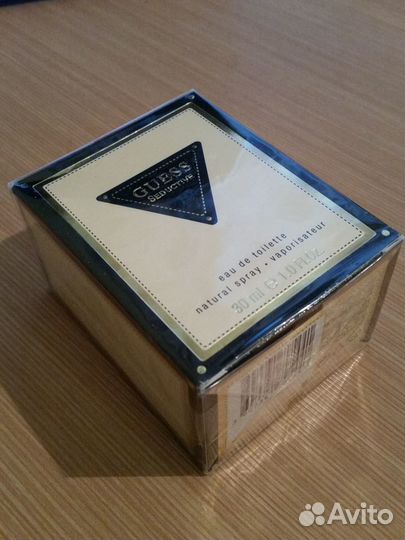 GUESS
SEDUCTIVE
eau de toilette
natural spray • vaporisateur
30 ml ℮ 1.0 FL.Oz.
Avito